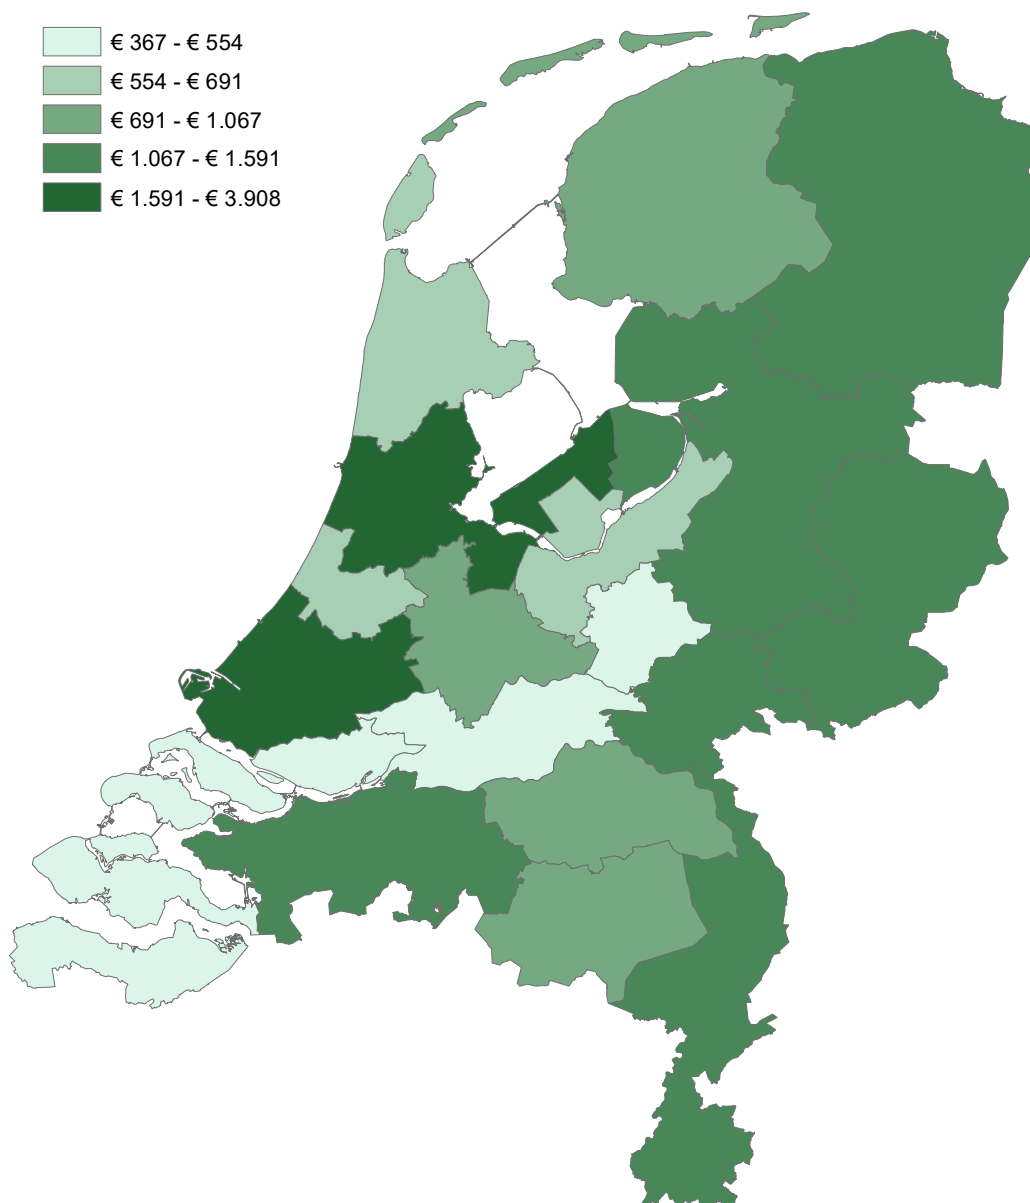 € 367 - € 554
€ 554 - € 691
€ 691 - € 1.067
€ 1.067 - € 1.591
€ 1.591 - € 3.908